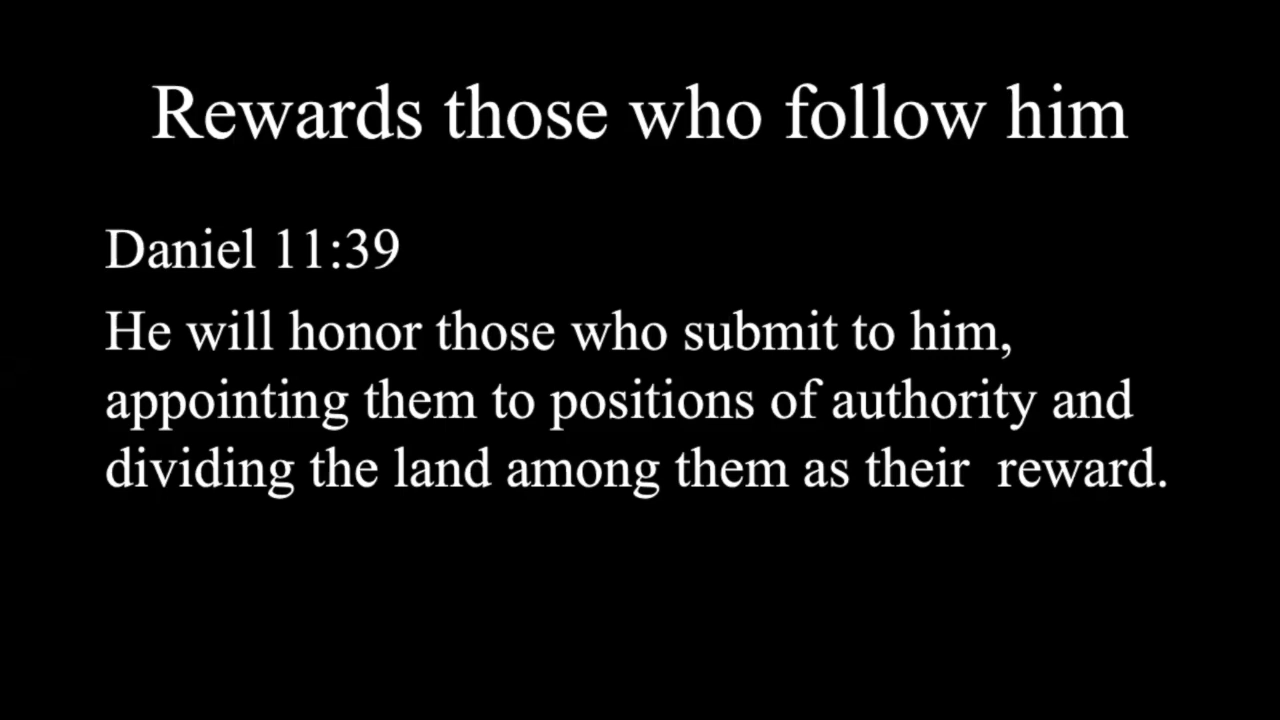 Rewards those who follow him
Daniel 11:39
He will honor those who submit to him,
appointing them to positions of authority and
dividing the land among them as their  reward.